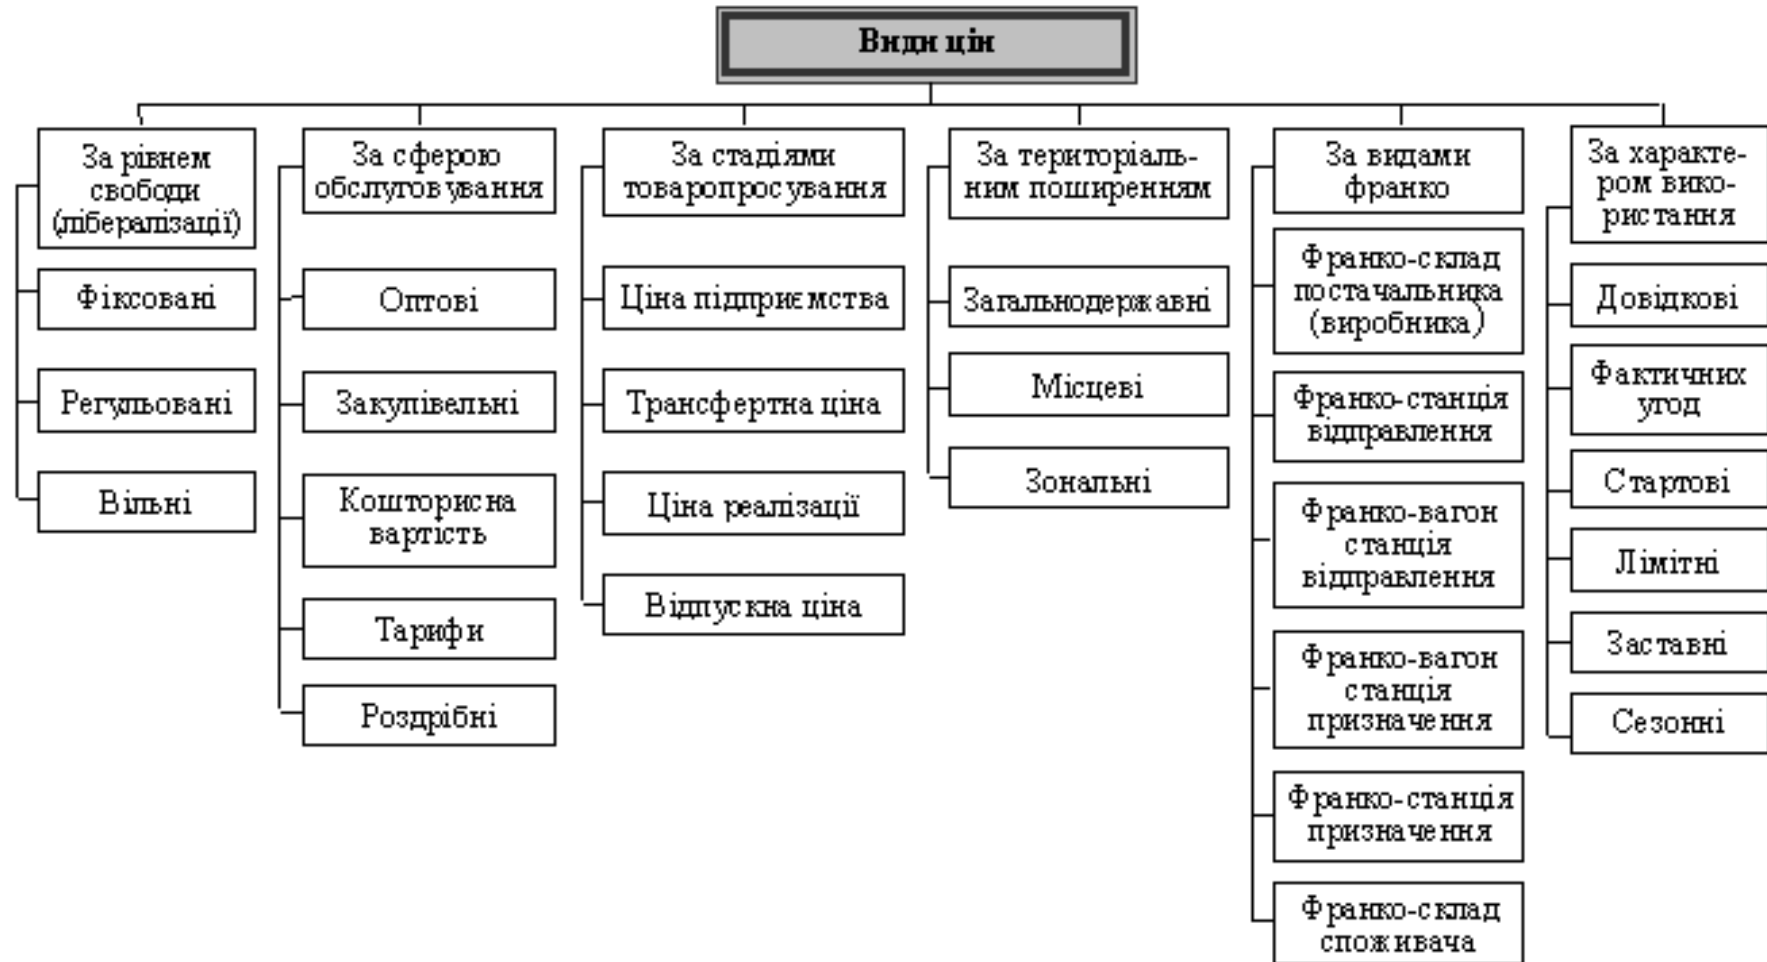 Види цін
За рівнем
свободи
(лібералізації)
Фіксовані
Регульовані
Вільні
За сферою
обслуговування
Оптові
Закупівельні
Кошторисна
вартість
Тарифи
Роздрібні
За стадіями
товаропросування
Ціна підприємства
Трансфертна ціна
Ціна реалізації
Відпускна ціна
За територіаль-
ним поширенням
Загальнодержавні
Місцеві
Зональні
За видами
франко
Франко-склад
постачальника
(виробника)
Франко-станція
відправлення
Франко-вагон
станція
відправлення
Франко-вагон
станція
призначення
Франко-станція
призначення
Франко-склад
споживача
За характе-
ром вико-
ристання
Довідкові
Фактичних
угод
Стартові
Лімітні
Заставні
Сезонні